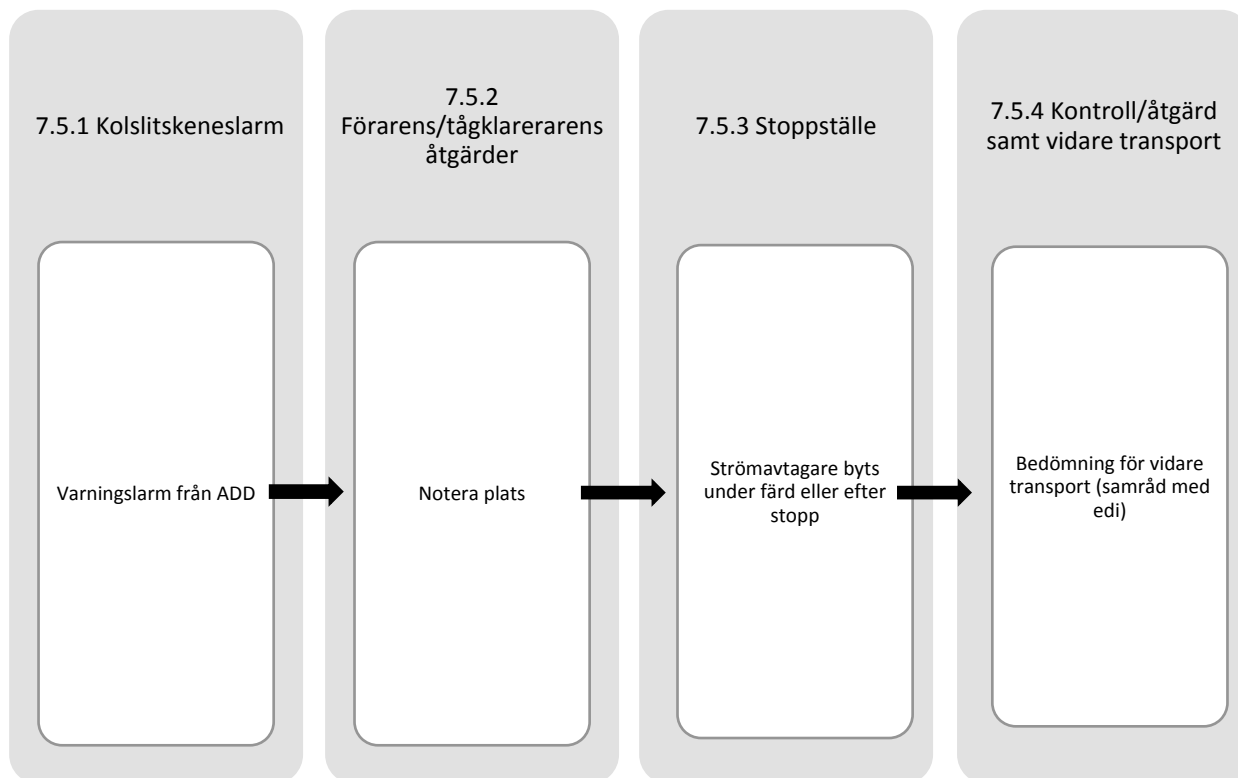 7.5.1 Kolslitskeneslarm
Varningslarm från ADD
7.5.2
Förarens/tågklarerarens
åtgärder
Notera plats
7.5.3 Stoppställe
Strömavtagare byts
under färd eller efter
stopp
7.5.4 Kontroll/åtgärd
samt vidare transport
Bedömning för vidare
transport (samråd med
edi)